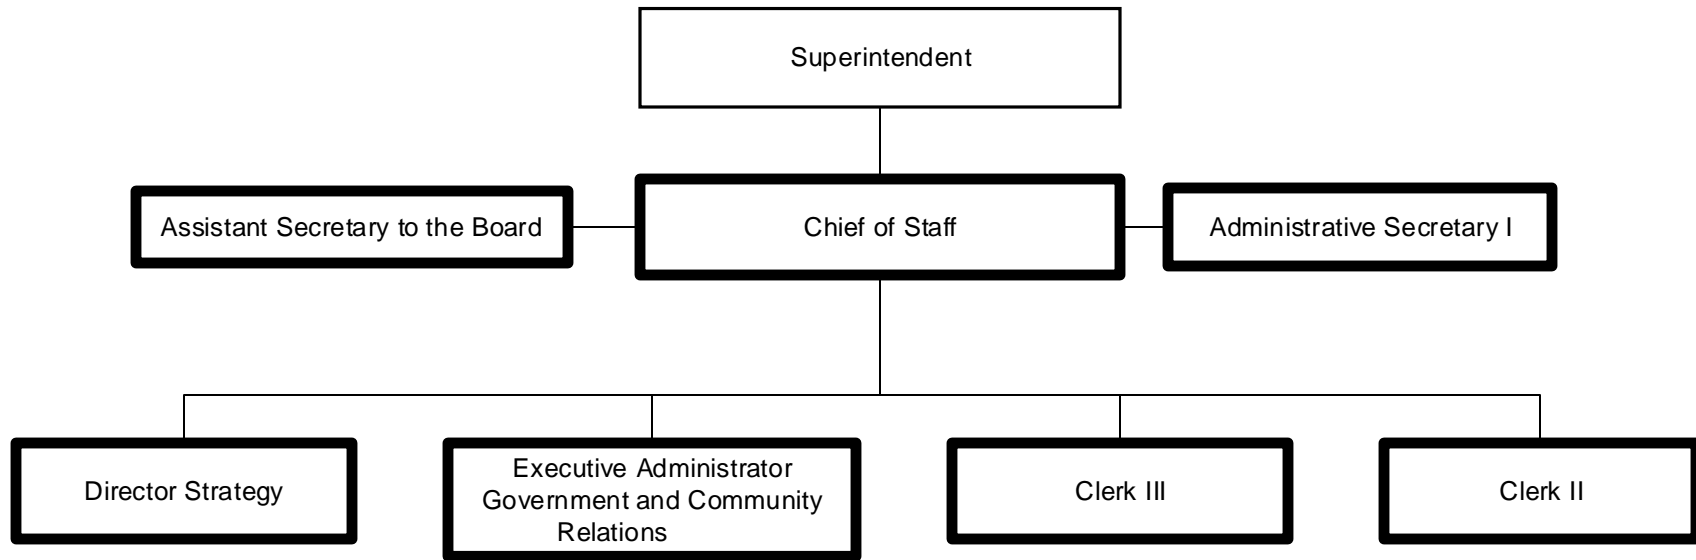 Superintendent
Assistant Secretary to the Board
Chief of Staff
Administrative Secretary I
Director Strategy
Executive Administrator
Government and Community
Relations
Clerk III
Clerk II